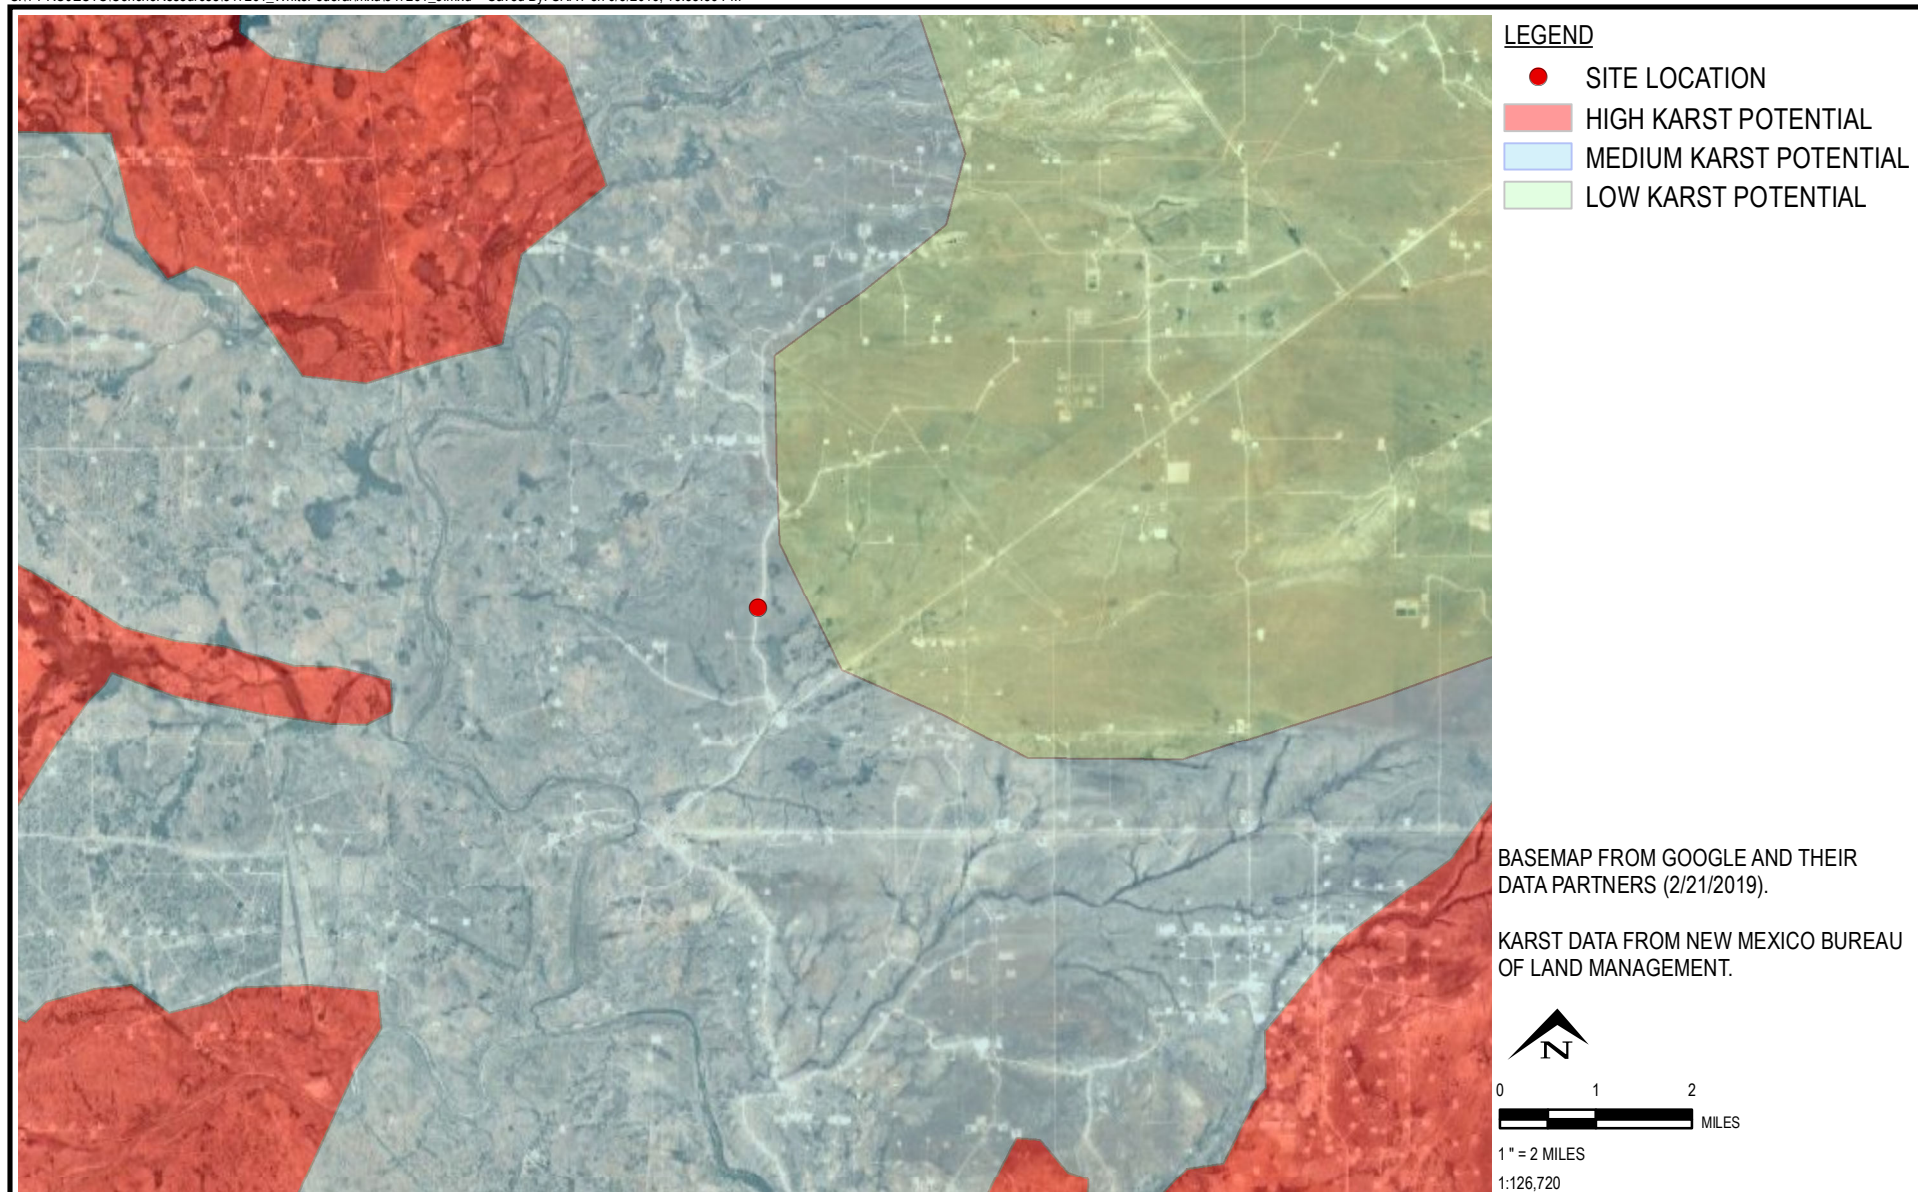 LEGEND
SITE LOCATION
HIGH KARST POTENTIAL
MEDIUM KARST POTENTIAL
LOW KARST POTENTIAL
BASEMAP FROM GOOGLE AND THEIR
DATA PARTNERS (2/21/2019).
KARST DATA FROM NEW MEXICO BUREAU
OF LAND MANAGEMENT.
N
0 1 2
MILES
1 " = 2 MILES
1:126,720